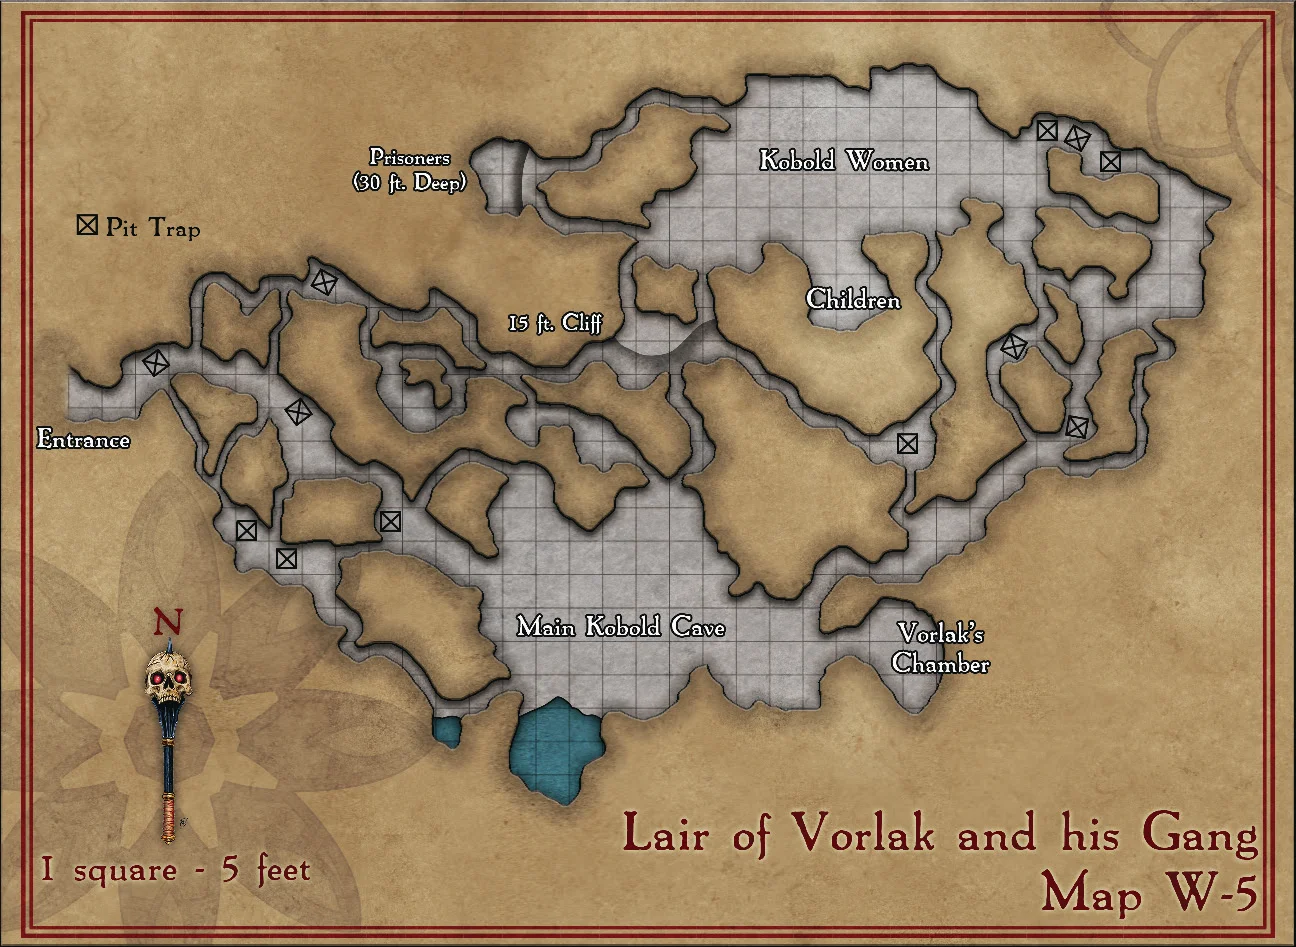 Prisoners
(30 ft. Deep)
Kobold Women
Pit Trap
Children
15 ft. Cliff
Entrance
Main Kobold Cave
Vorlak's
Chamber
N
1 square - 5 feet
Lair of Vorlak and his Gang
Map W-5